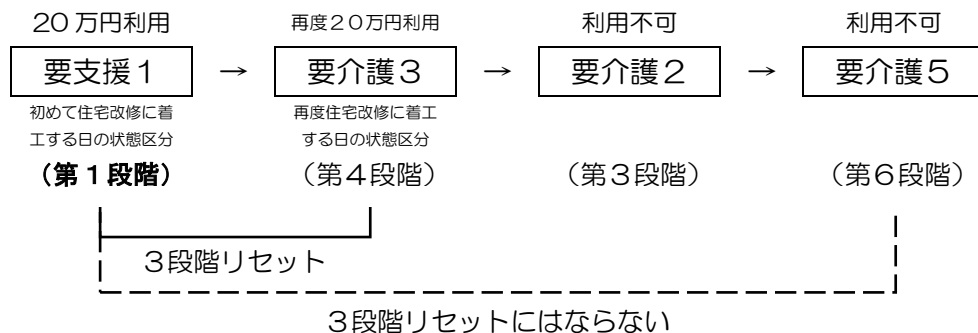 20万円利用
再度２０万円利用
利用不可
利用不可
要支援１ → 要介護３ → 要介護２ → 要介護５
初めて住宅改修に着
工する日の状態区分
再度住宅改修に着工
する日の状態区分
（第１段階）
（第４段階）
（第３段階）
（第６段階）
３段階リセット
３段階リセットにはならない